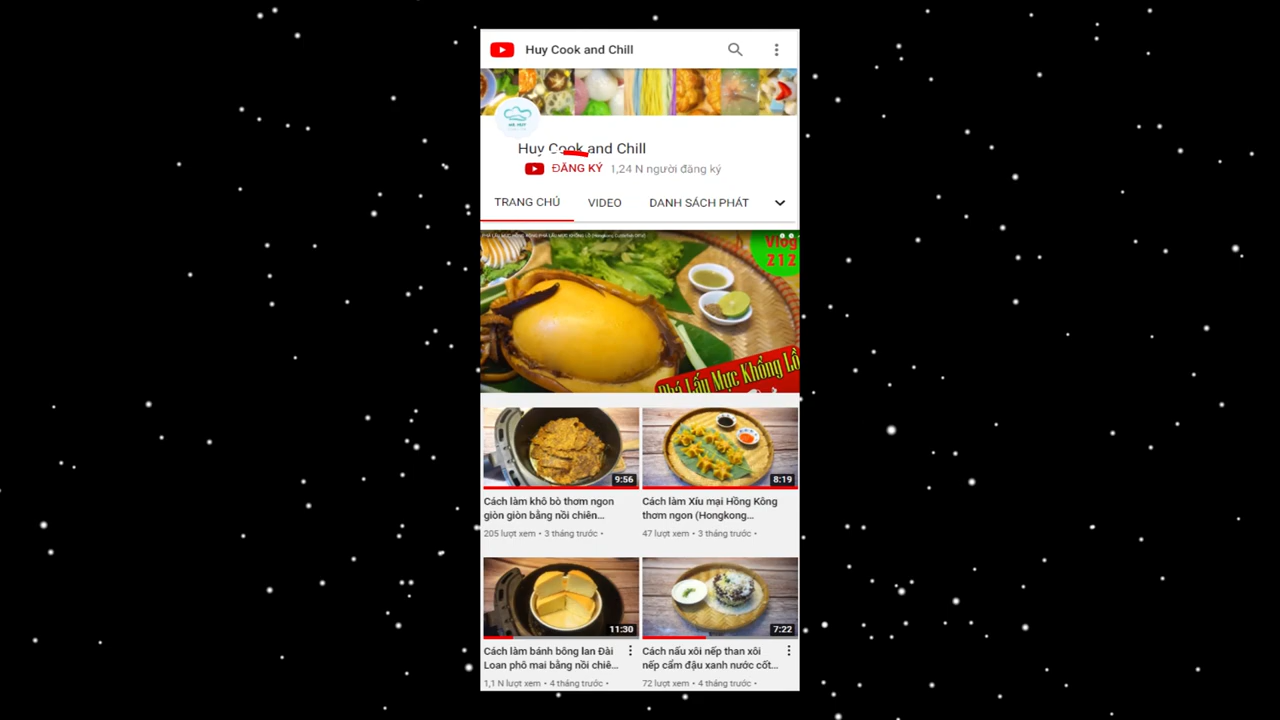 Huy Cook and Chill
Huy Cook and Chill
ĐĂNG KÝ 1,24 N người đăng ký
TRANG CHỦ VIDEO DANH SÁCH PHÁT
Vlog
212
Phá Lấu Mực Khổng Lồ
9:56
8:19
Cách làm khô bò thơm ngon
giòn giòn bằng nồi chiên...
205 lượt xem • 3 tháng trước •
Cách làm Xíu mại Hồng Kông
thơm ngon (Hongkong...
47 lượt xem • 3 tháng trước •
11:30
7:22
Cách làm bánh bông lan Đài
Loan phô mai bằng nồi chiê...
1,1 N lượt xem • 4 tháng trước •
Cách nấu xôi nếp than xôi
nếp cẩm đậu xanh nước cốt...
72 lượt xem • 4 tháng trước •